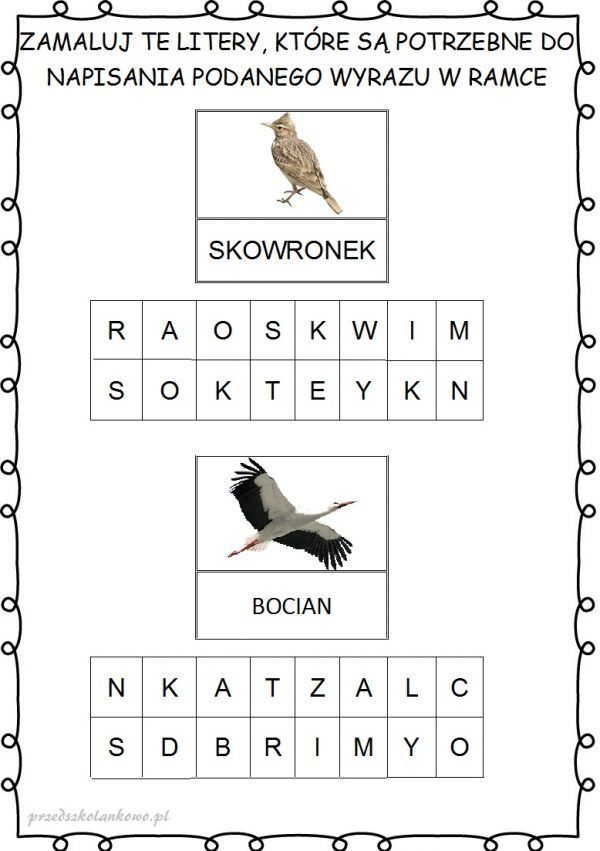 ZAMALUJ TE LITERY, KTÓRE SĄ POTRZEBNE DO
NAPISANIA PODANEGO WYRAZU W RAMCE
SKOWRONEK
R A O S K W I M
S O K T E Y K N
BOCIAN
N K A T Z A L C
S D B R I M Y O
przedszkolankowo.pl